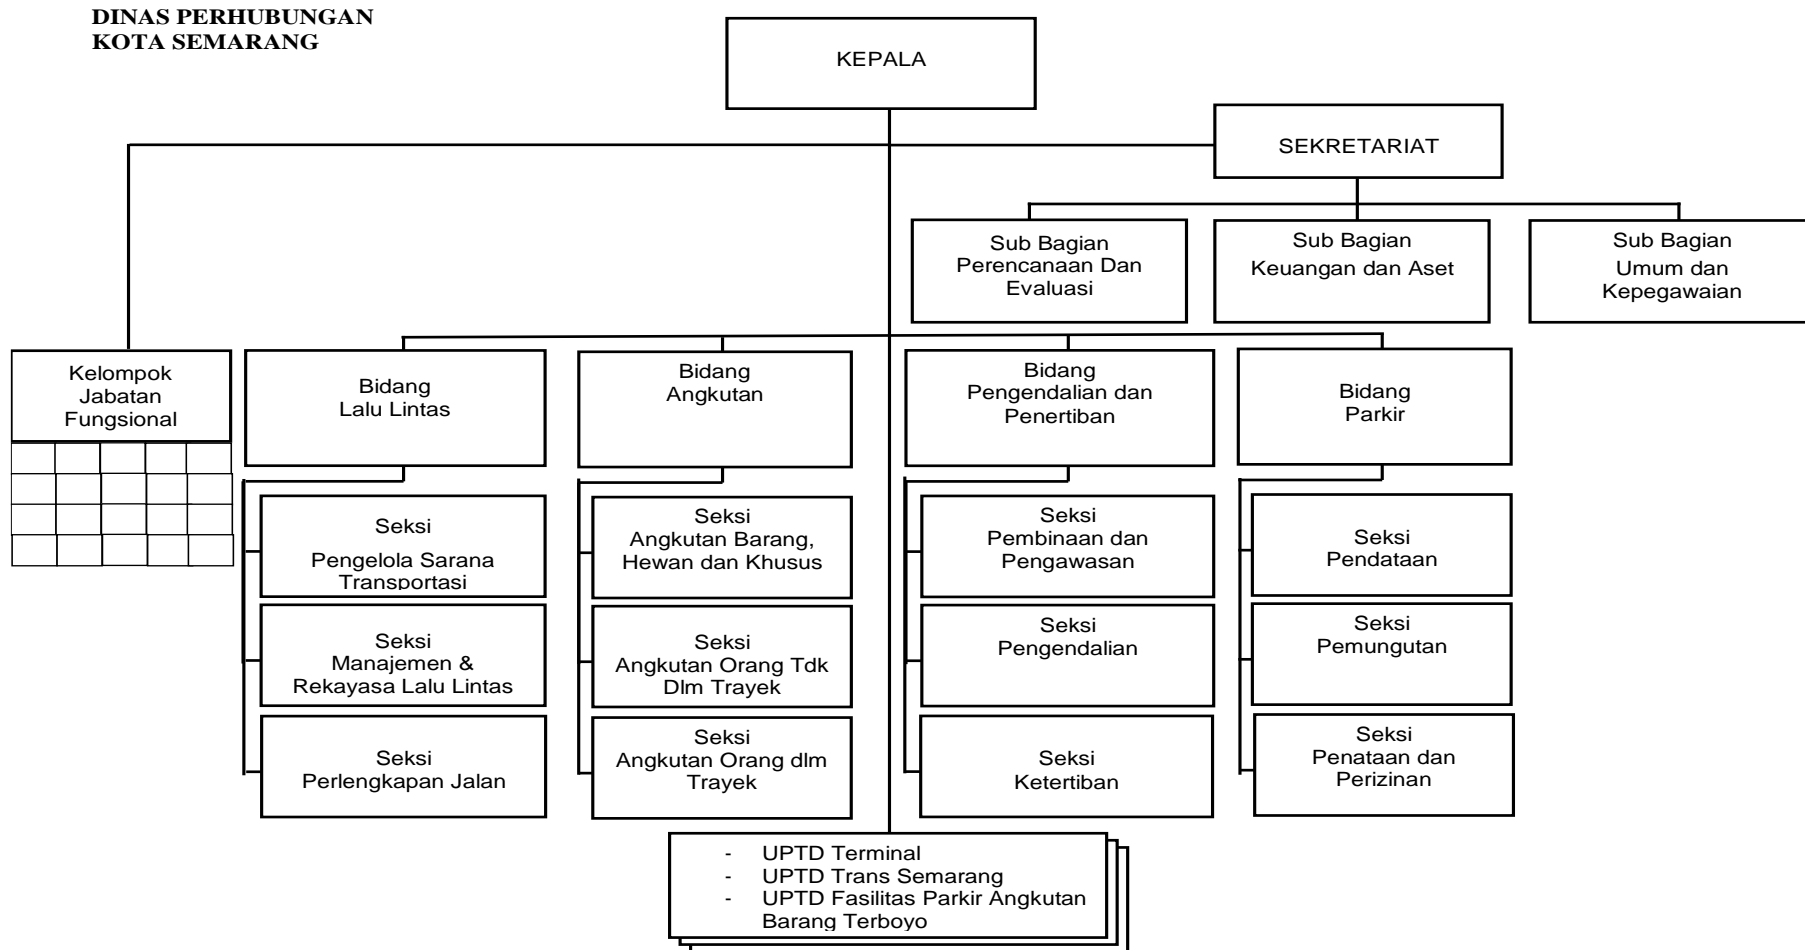 DINAS PERHUBUNGAN
KOTA SEMARANG
KEPALA
SEKRETARIAT
Sub Bagian
Perencanaan Dan
Evaluasi
Sub Bagian
Keuangan dan Aset
Sub Bagian
Umum dan
Kepegawaian
Kelompok
Jabatan
Fungsional
Bidang
Lalu Lintas
Bidang
Angkutan
Bidang
Pengendalian dan
Penertiban
Bidang
Parkir
Seksi
Pengelola Sarana
Transportasi
Seksi
Manajemen &
Rekayasa Lalu Lintas
Seksi
Perlengkapan Jalan
Seksi
Angkutan Barang,
Hewan dan Khusus
Seksi
Angkutan Orang Tdk
Dlm Trayek
Seksi
Angkutan Orang dlm
Trayek
Seksi
Pembinaan dan
Pengawasan
Seksi
Pengendalian
Seksi
Ketertiban
Seksi
Pendataan
Seksi
Pemungutan
Seksi
Penataan dan
Perizinan
- UPTD Terminal
- UPTD Trans Semarang
- UPTD Fasilitas Parkir Angkutan
Barang Terboyo